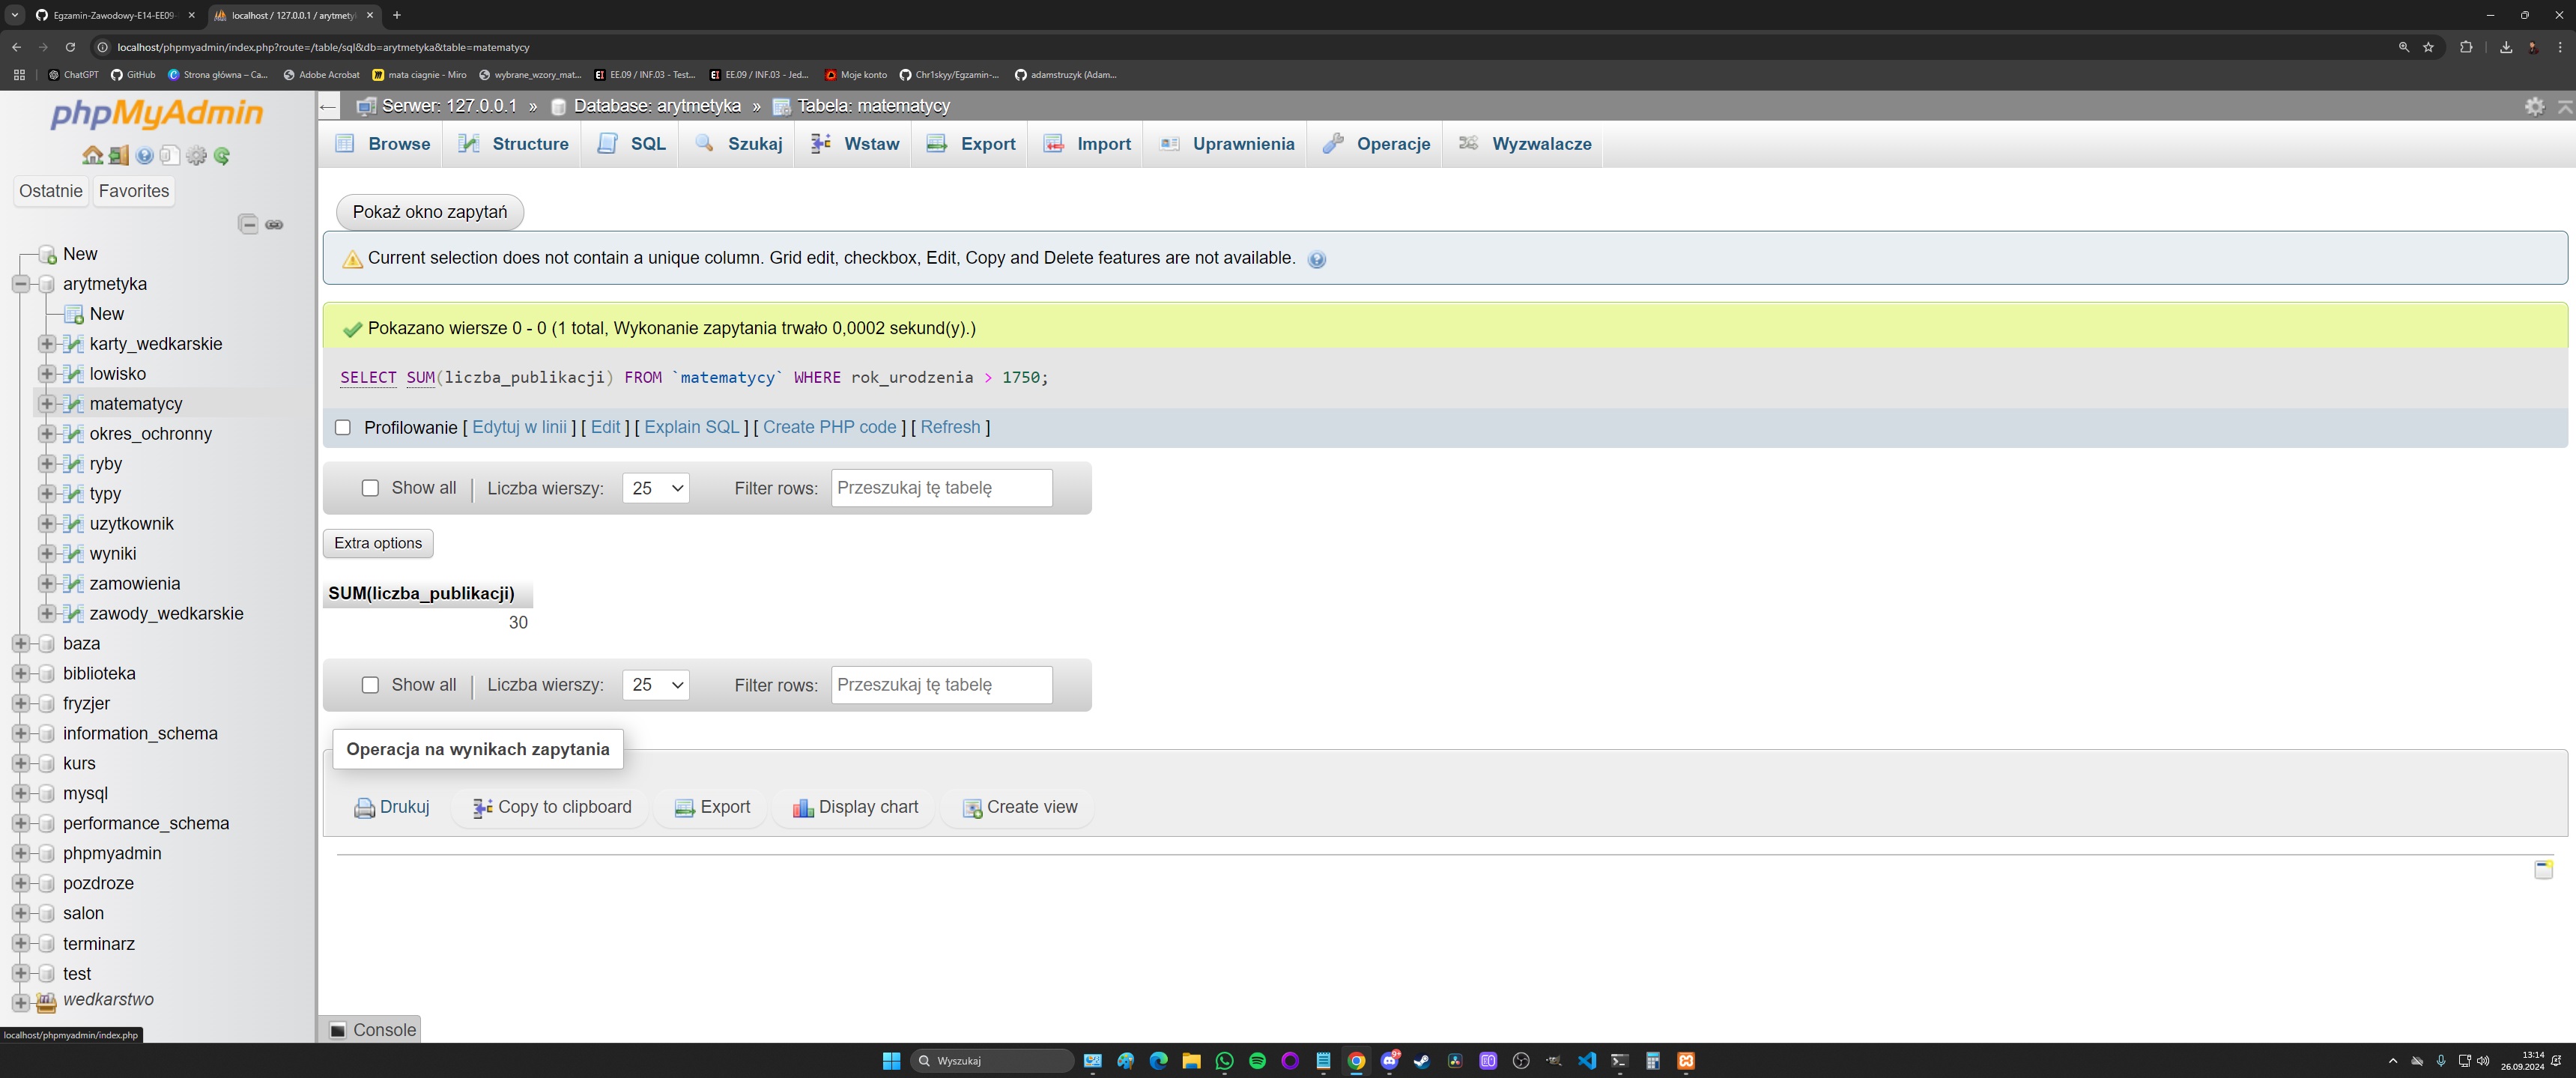 Egzamin-Zawodowy-E14-EE09-
localhost / 127.0.0.1 / arytmety
localhost/phpmyadmin/index.php?route=/table/sql&db=arytmetyka&table=matematycy
ChatGPT
GitHub
Strona główna – Ca...
Adobe Acrobat
mata ciagnie - Miro
wybrane_wzory_mat...
EE.09 / INF.03 - Test...
EE.09 / INF.03 - Jed...
Moje konto
Chr1skyy/Egzamin-...
adamstruzyk (Adam...
phpMyAdmin
Ostatnie
Favorites
New
arytmetyka
New
karty_wedkarskie
lowisko
matematycy
okres_ochronny
ryby
typy
uzytkownik
wyniki
zamowienia
zawody_wedkarskie
baza
biblioteka
fryzjer
information_schema
kurs
mysql
performance_schema
phpmyadmin
pozdroze
salon
terminarz
test
wedkarstwo
localhost/phpmyadmin/index.php
Serwer: 127.0.0.1 » Database: arytmetyka » Tabela: matematycy
Browse
Structure
SQL
Szukaj
Wstaw
Export
Import
Uprawnienia
Operacje
Wyzwalacze
Pokaż okno zapytań
Current selection does not contain a unique column. Grid edit, checkbox, Edit, Copy and Delete features are not available.
Pokazano wiersze 0 - 0 (1 total, Wykonanie zapytania trwało 0,0002 sekund(y).)
SELECT SUM(liczba_publikacji) FROM `matematycy` WHERE rok_urodzenia > 1750;
Profilowanie [ Edytuj w linii ] [ Edit ] [ Explain SQL ] [ Create PHP code ] [ Refresh ]
Show all | Liczba wierszy: 25 Filter rows: Przeszukaj tę tabelę
Extra options
SUM(liczba_publikacji)
30
Show all | Liczba wierszy: 25 Filter rows: Przeszukaj tę tabelę
Operacja na wynikach zapytania
Drukuj
Copy to clipboard
Export
Display chart
Create view
Console
Wyszukaj
13:14
26.09.2024